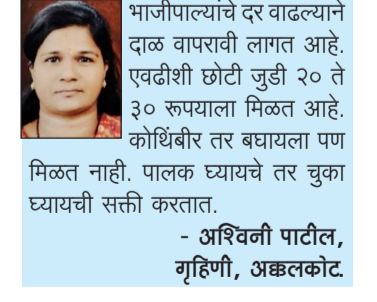 भाजीपाल्यांचे दर वाढल्याने
दाळ वापरावी लागत आहे.
एवढीशी छोटी जुडी २० ते
३० रूपयाला मिळत आहे.
कोथिंबीर तर बघायला पण
मिळत नाही. पालक घ्यायचे तर चुका
घ्यायची सक्ती करतात.
- अश्विनी पाटील,
गृहिणी, अक्कलकोट.